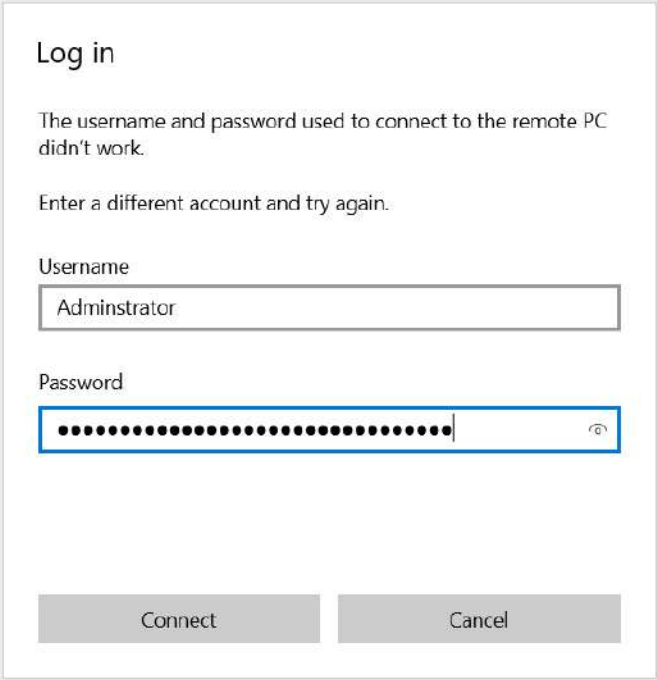 Log in
The username and password used to connect to the remote PC
didn't work.
Enter a different account and try again.
Username
Adminstrator
Password
Connect
Cancel